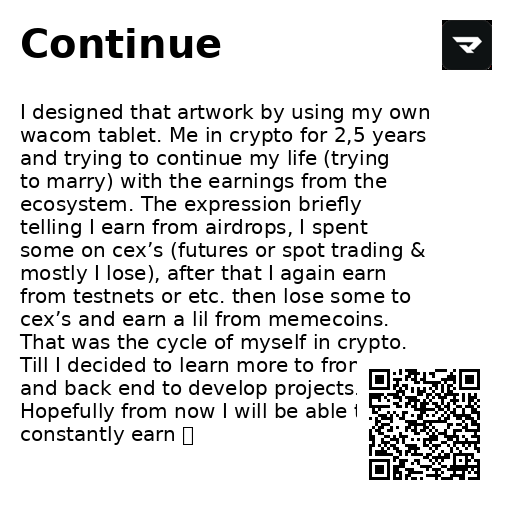 Continue
I designed that artwork by using my own
wacom tablet. Me in crypto for 2,5 years
and trying to continue my life (trying
to marry) with the earnings from the
ecosystem. The expression briefly
telling I earn from airdrops, I spent
some on cex’s (futures or spot trading &
mostly I lose), after that I again earn
from testnets or etc. then lose some to
cex’s and earn a lil from memecoins.
That was the cycle of myself in crypto.
Till I decided to learn more to
and back end to develop projects.
Hopefully from now I will be able
constantly earn